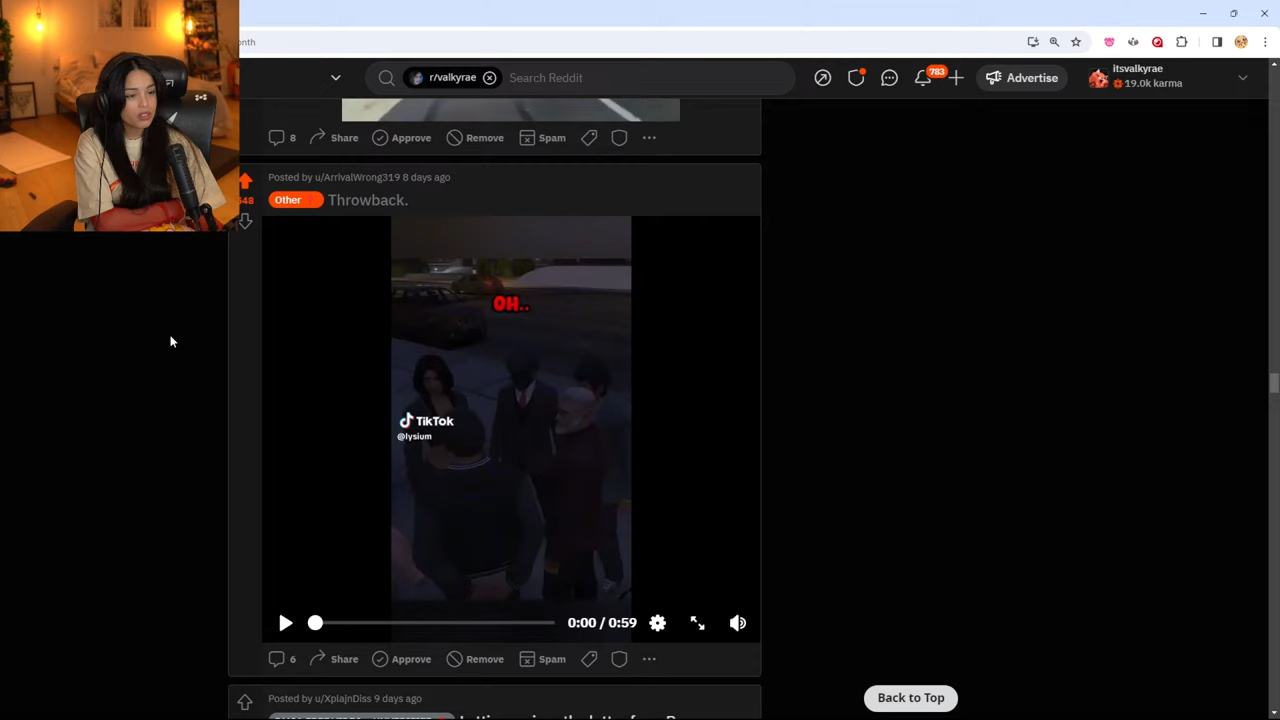 onth
r/valkyrae
Search Reddit
783
Advertise
itsvalkyrae
19.0k karma
8
Share
Approve
Remove
Spam
Posted by u/ArrivalWrong319 8 days ago
Other
Throwback.
OH..
TikTok
@lysium
0:00 / 0:59
6
Share
Approve
Remove
Spam
Posted by u/XplajnDiss 9 days ago
Back to Top